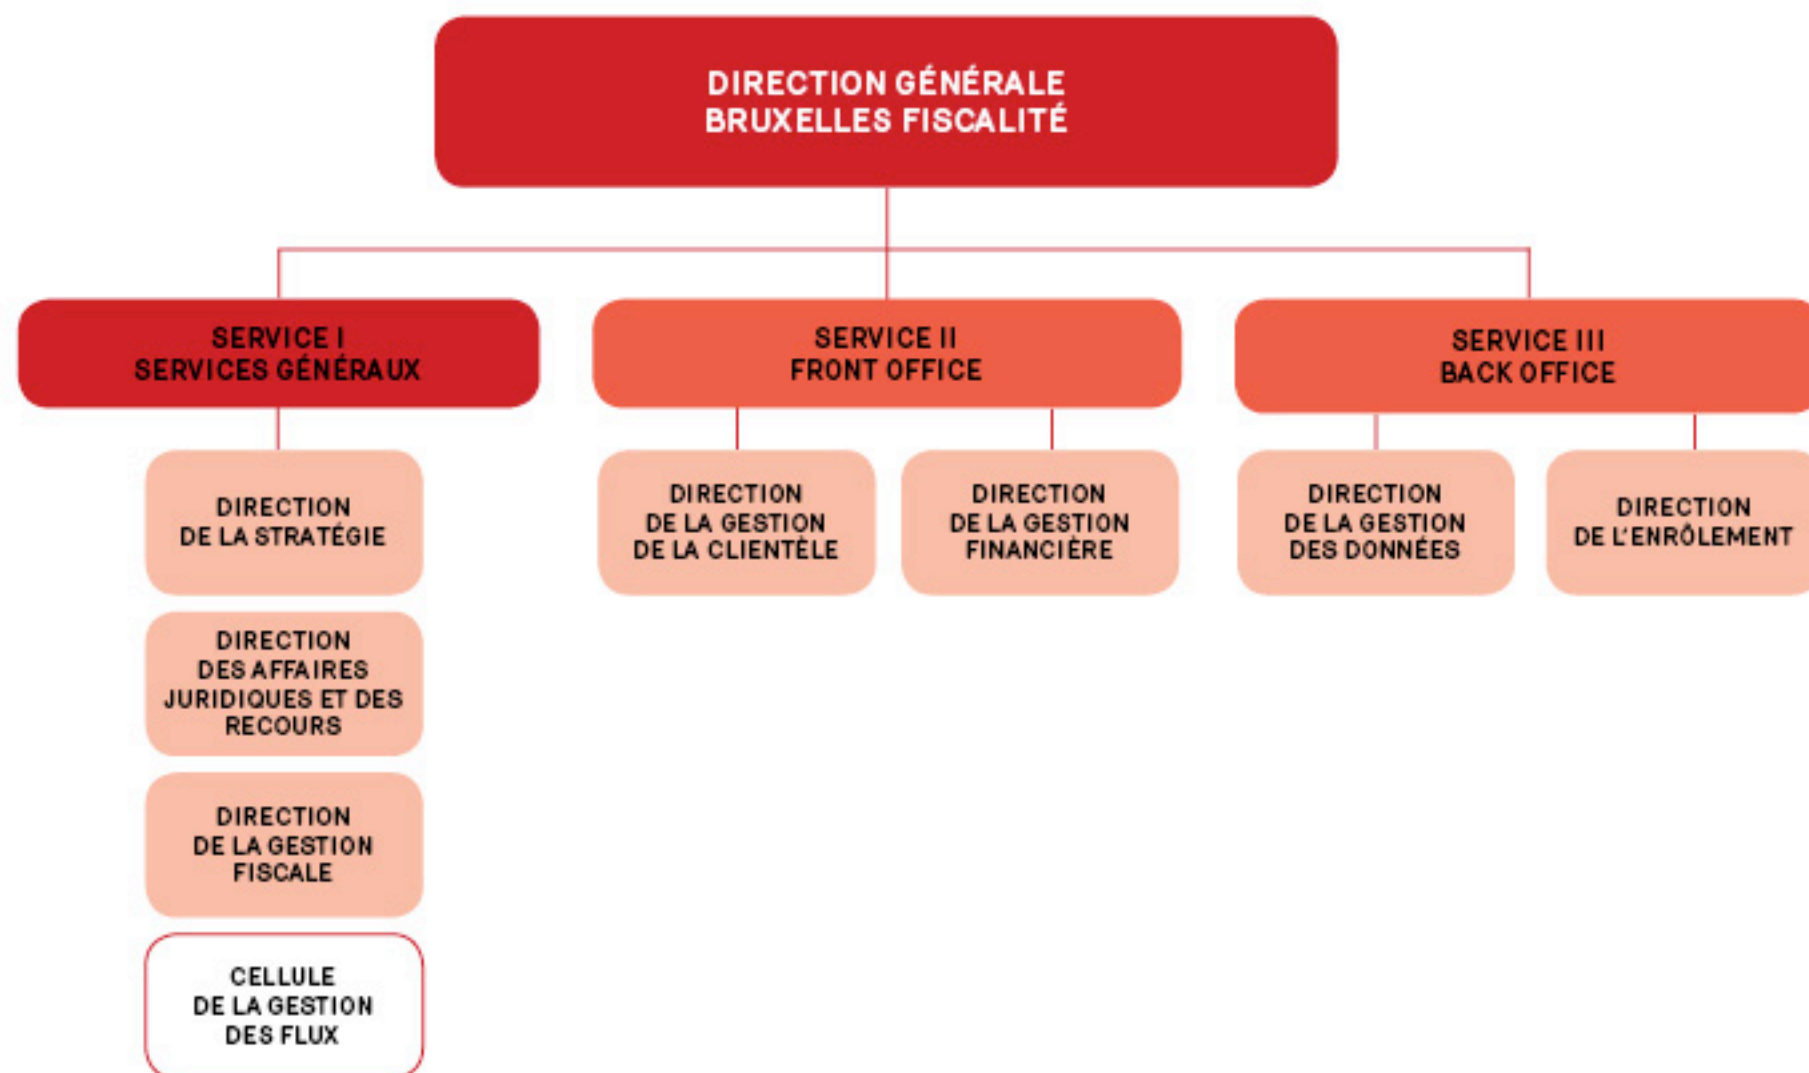 DIRECTION GÉNÉRALE
BRUXELLES FISCALITÉ
SERVICE I
SERVICES GÉNÉRAUX
SERVICE II
FRONT OFFICE
SERVICE III
BACK OFFICE
DIRECTION
DE LA STRATÉGIE
DIRECTION
DE LA GESTION
DE LA CLIENTÈLE
DIRECTION
DE LA GESTION
FINANCIÈRE
DIRECTION
DE LA GESTION
DES DONNÉES
DIRECTION
DE L'ENRÔLEMENT
DIRECTION
DES AFFAIRES
JURIDIQUES ET DES
RECOURS
DIRECTION
DE LA GESTION
FISCALE
CELLULE
DE LA GESTION
DES FLUX